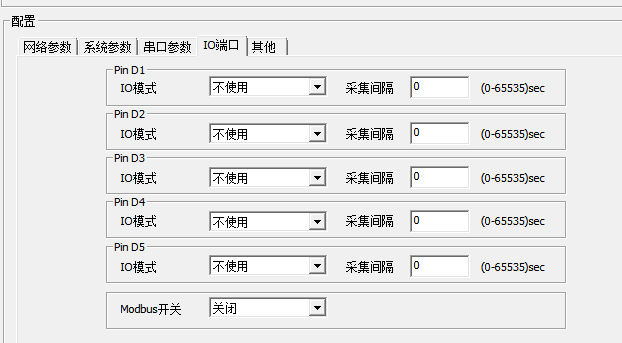 配置
网络参数 系统参数 串口参数 IO端口 其他
Pin D1
IO模式 不使用 采集间隔 0 (0-65535)sec
Pin D2
IO模式 不使用 采集间隔 0 (0-65535)sec
Pin D3
IO模式 不使用 采集间隔 0 (0-65535)sec
Pin D4
IO模式 不使用 采集间隔 0 (0-65535)sec
Pin D5
IO模式 不使用 采集间隔 0 (0-65535)sec
Modbus开关 关闭